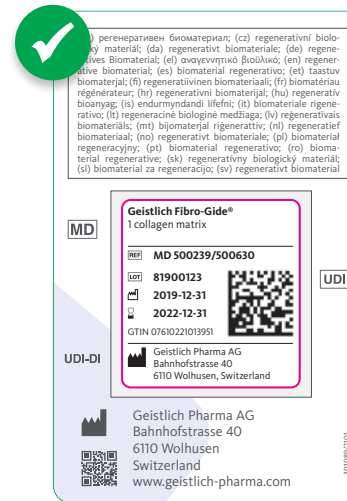 регенеративен биоматериал; (cz) regenerativní biolo-
ký materiál; (da) regenerativt biomateriale; (de) regene-
tives Biomaterial; (el) αναγεννητικό βιοϋλικό; (en) regener-
ative biomaterial; (es) biomaterial regenerativo; (et) taastuv
biomaterjal; (fi) regeneratiivinen biomateriaali; (fr) biomatériau
régénérateur; (hr) regenerativni biomaterijal; (hu) regeneratív
bioanyag; (is) endurmyndandi lífefni; (it) biomateriale rigene-
rativo; (lt) regeneracinė biologinė medžiaga; (lv) reģeneratīvais
biomateriāls; (mt) bijomaterjal riġenerattiv; (nl) regeneratief
biomateriaal; (no) regenerativt biomateriale; (pl) biomateriał
regeneracyjny; (pt) biomaterial regenerativo; (ro) bioma-
terial regenerative; (sk) regeneratívny biologický materiál;
(sl) biomaterial za regeneracijo; (sv) regenerativt biomaterial
Geistlich Fibro-Gide®
1 collagen matrix
MD
REF MD 500239/500630
LOT 81900123
UDI
2019-12-31
2022-12-31
GTIN 07610221013951
UDI-DI
Geistlich Pharma AG
Bahnhofstrasse 40
6110 Wolhusen, Switzerland
Geistlich Pharma AG
Bahnhofstrasse 40
6110 Wolhusen
Switzerland
www.geistlich-pharma.com